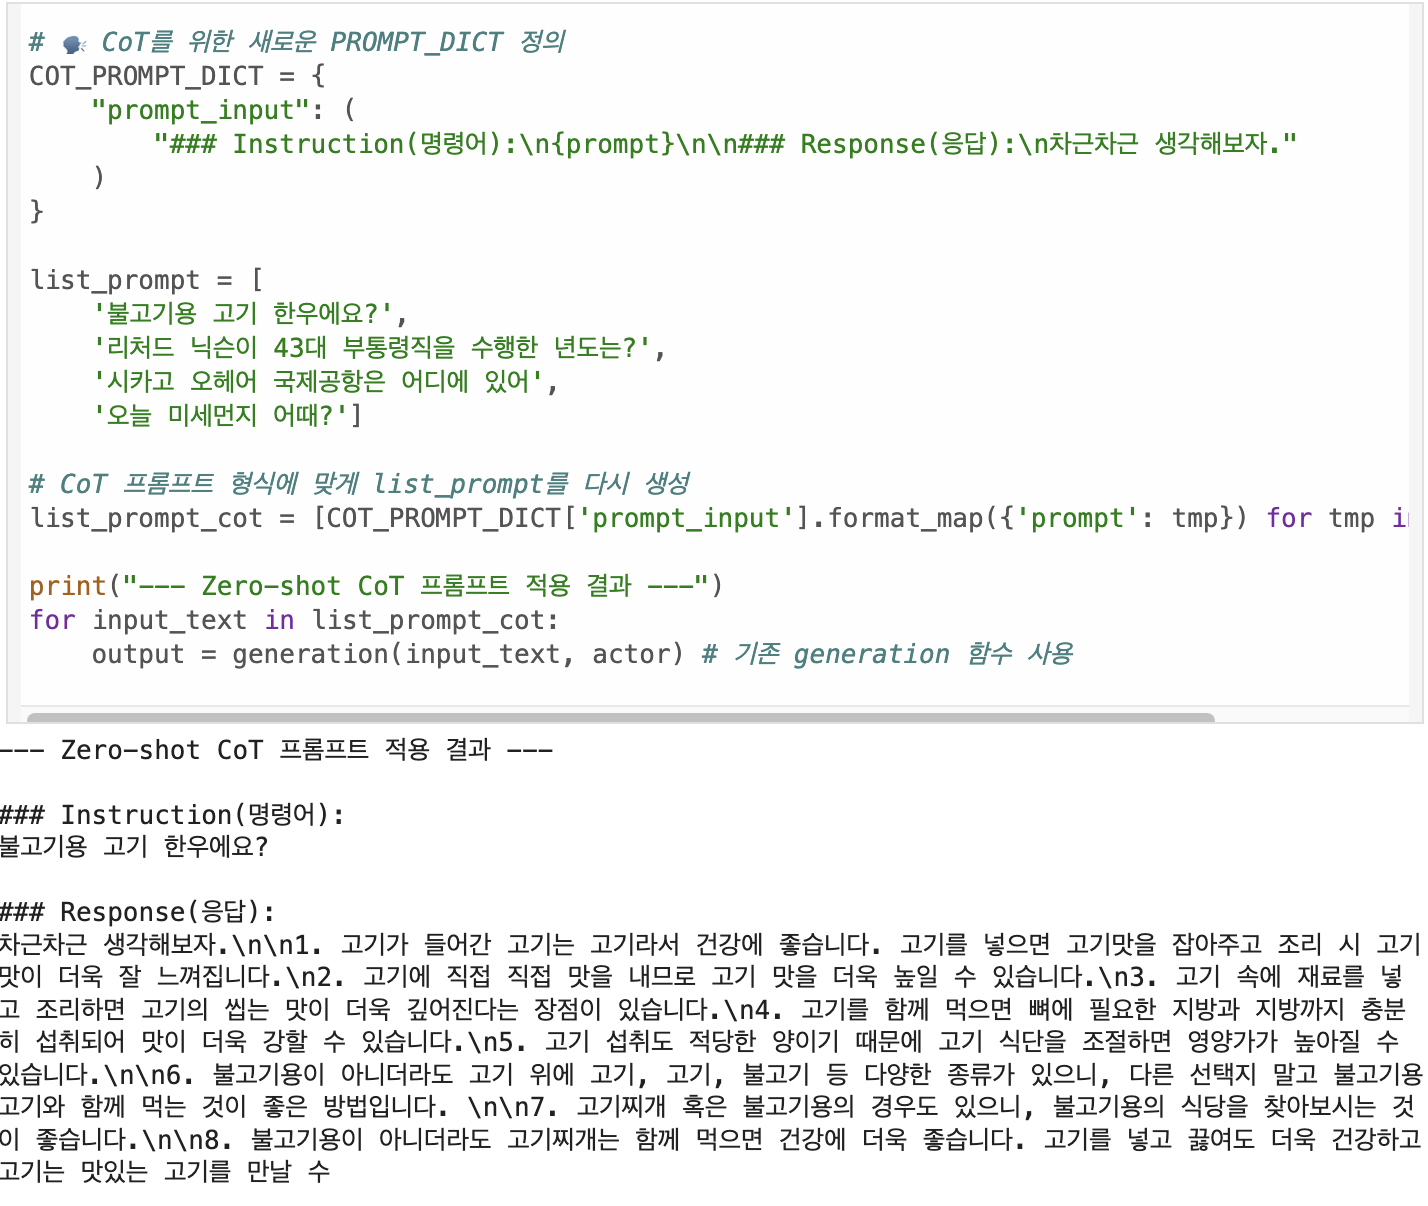 # 🗣️ CoT를 위한 새로운 PROMPT_DICT 정의
COT_PROMPT_DICT = {
    "prompt_input": (
        "### Instruction(명령어):\n{prompt}\n\n### Response(응답):\n차근차근 생각해보자."
    )
}

list_prompt = [
    '불고기용 고기 한우에요?',
    '리처드 닉슨이 43대 부통령직을 수행한 년도는?',
    '시카고 오헤어 국제공항은 어디에 있어',
    '오늘 미세먼지 어때?']

# CoT 프롬프트 형식에 맞게 list_prompt를 다시 생성
list_prompt_cot = [COT_PROMPT_DICT['prompt_input'].format_map({'prompt': tmp}) for tmp in

print("--- Zero-shot CoT 프롬프트 적용 결과 ---")
for input_text in list_prompt_cot:
    output = generation(input_text, actor) # 기존 generation 함수 사용

--- Zero-shot CoT 프롬프트 적용 결과 ---

### Instruction(명령어):
불고기용 고기 한우에요?

### Response(응답):
차근차근 생각해보자.\n\n1. 고기가 들어간 고기는 고기라서 건강에 좋습니다. 고기를 넣으면 고기맛을 잡아주고 조리 시 고기
맛이 더욱 잘 느껴집니다.\n2. 고기에 직접 직접 맛을 내므로 고기 맛을 더욱 높일 수 있습니다.\n3. 고기 속에 재료를 넣
고 조리하면 고기의 씹는 맛이 더욱 깊어진다는 장점이 있습니다.\n4. 고기를 함께 먹으면 뼈에 필요한 지방과 지방까지 충분
히 섭취되어 맛이 더욱 강할 수 있습니다.\n5. 고기 섭취도 적당한 양이기 때문에 고기 식단을 조절하면 영양가가 높아질 수
있습니다.\n\n6. 불고기용이 아니더라도 고기 위에 고기, 고기, 불고기 등 다양한 종류가 있으니, 다른 선택지 말고 불고기용
고기와 함께 먹는 것이 좋은 방법입니다. \n\n7. 고기찌개 혹은 불고기용의 경우도 있으니, 불고기용의 식당을 찾아보시는 것
이 좋습니다.\n\n8. 불고기용이 아니더라도 고기찌개는 함께 먹으면 건강에 더욱 좋습니다. 고기를 넣고 끓여도 더욱 건강하고
고기는 맛있는 고기를 만날 수